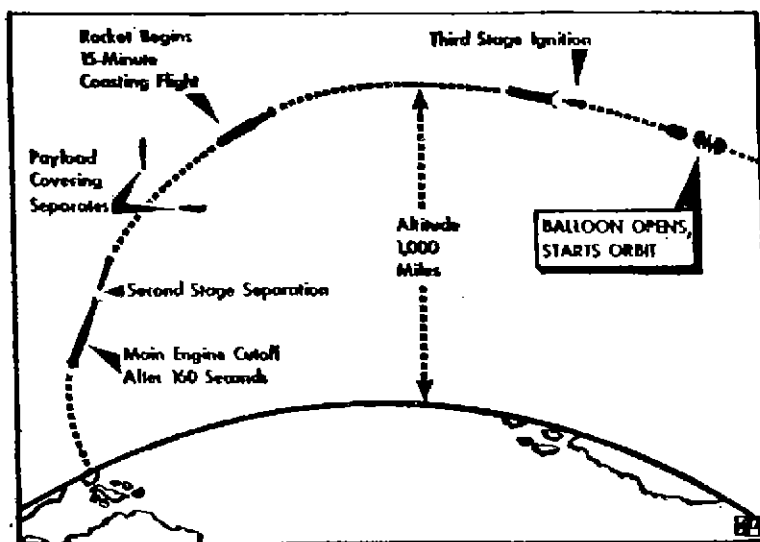 Rocket Begins
15-Minute
Coasting Flight
Third Stage Ignition
Payload
Covering
Separates
Altitude
1,000
Miles
BALLOON OPENS,
STARTS ORBIT
Second Stage Separation
Main Engine Cutoff
After 160 Seconds